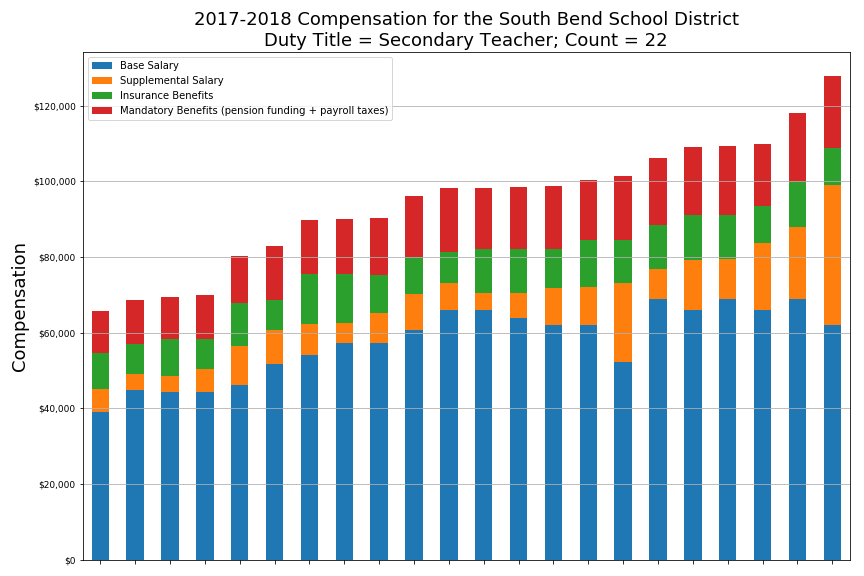 2017-2018 Compensation for the South Bend School District
Duty Title = Secondary Teacher; Count = 22
Base Salary
Supplemental Salary
Insurance Benefits
Mandatory Benefits (pension funding + payroll taxes)
$120,000
$100,000
$80,000
$60,000
$40,000
$20,000
$0
Compensation